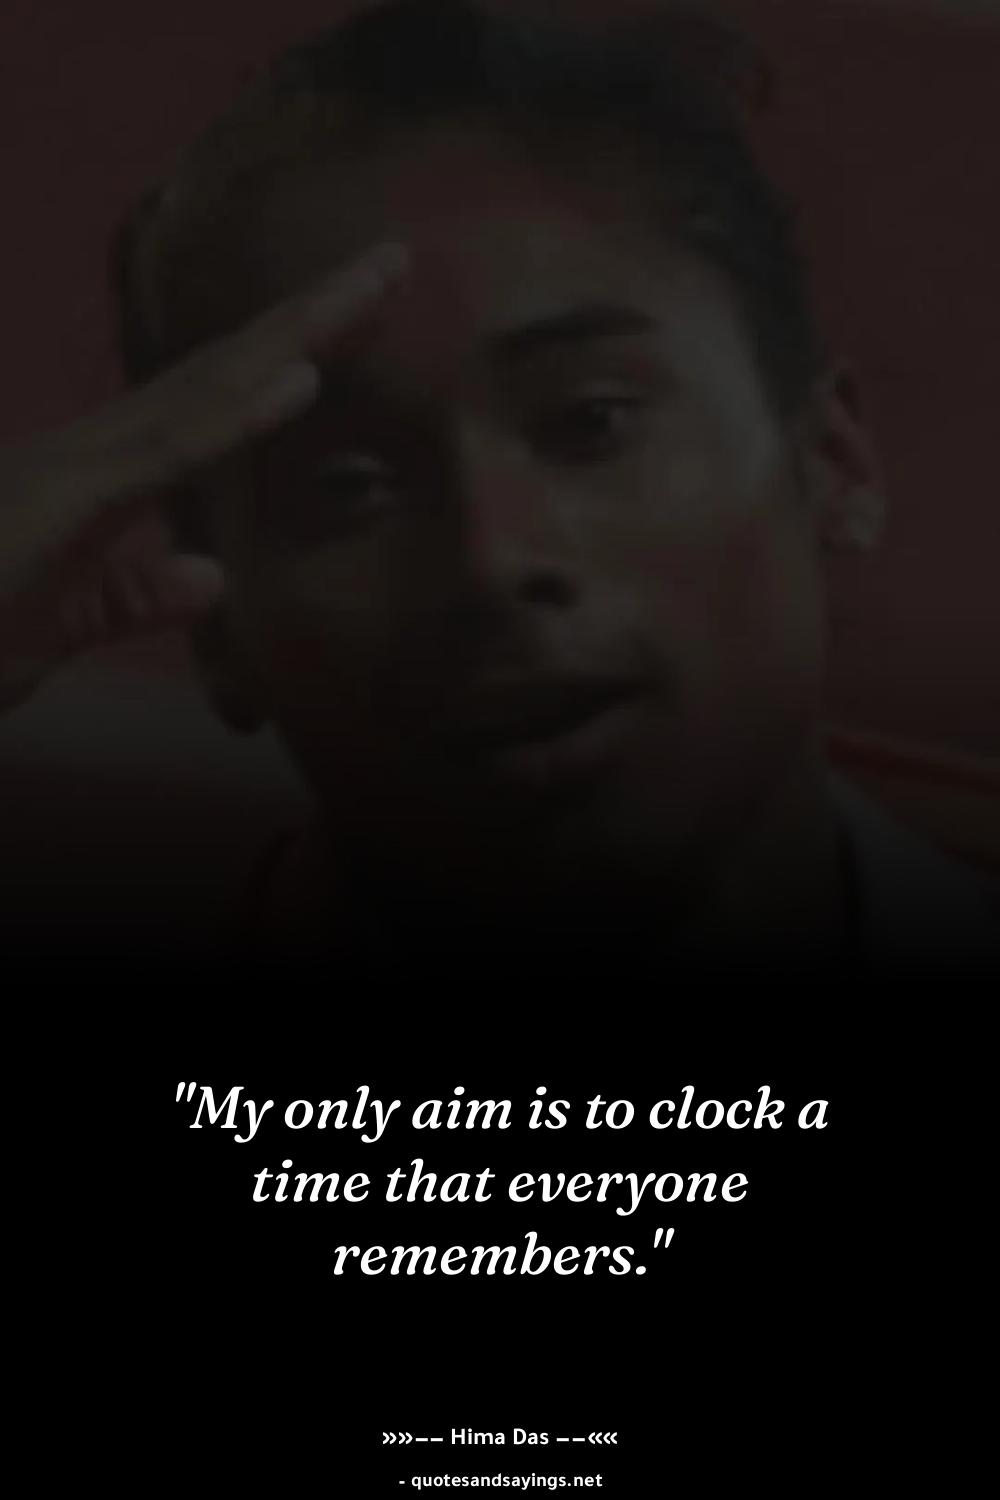 "My only aim is to clock a
time that everyone
remembers."
»»−− Hima Das −−««
- quotesandsayings.net